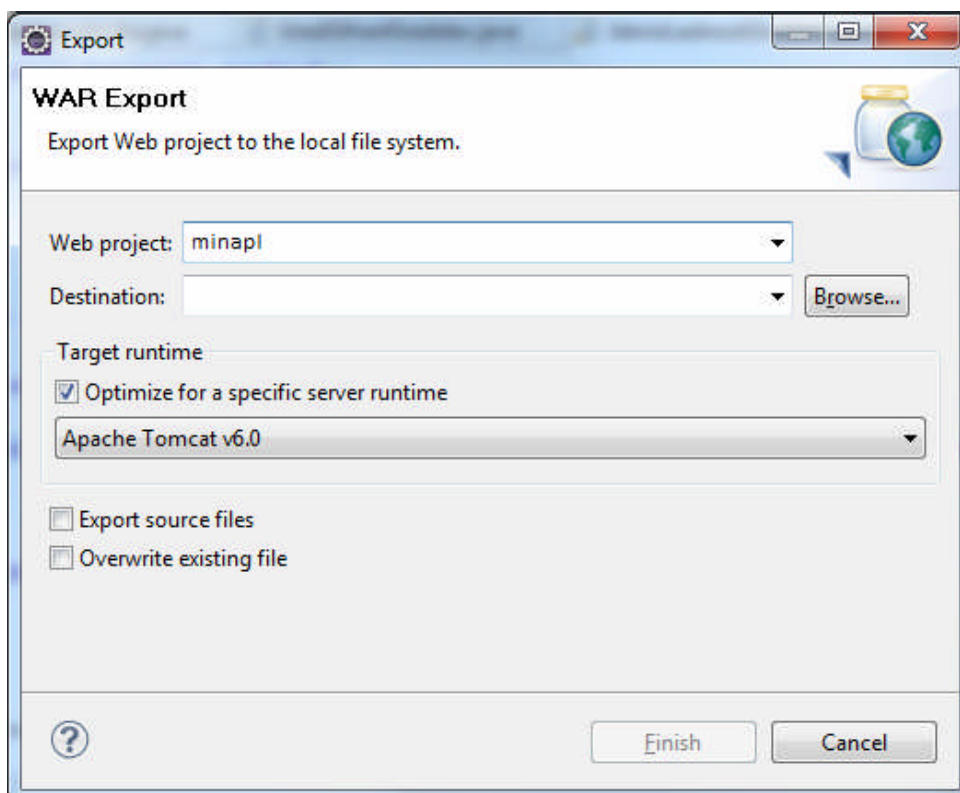 Export
WAR Export
Export Web project to the local file system.
Web project: minapl
Destination:
Browse...
Target runtime
Optimize for a specific server runtime
Apache Tomcat v6.0
Export source files
Overwrite existing file
Finish Cancel